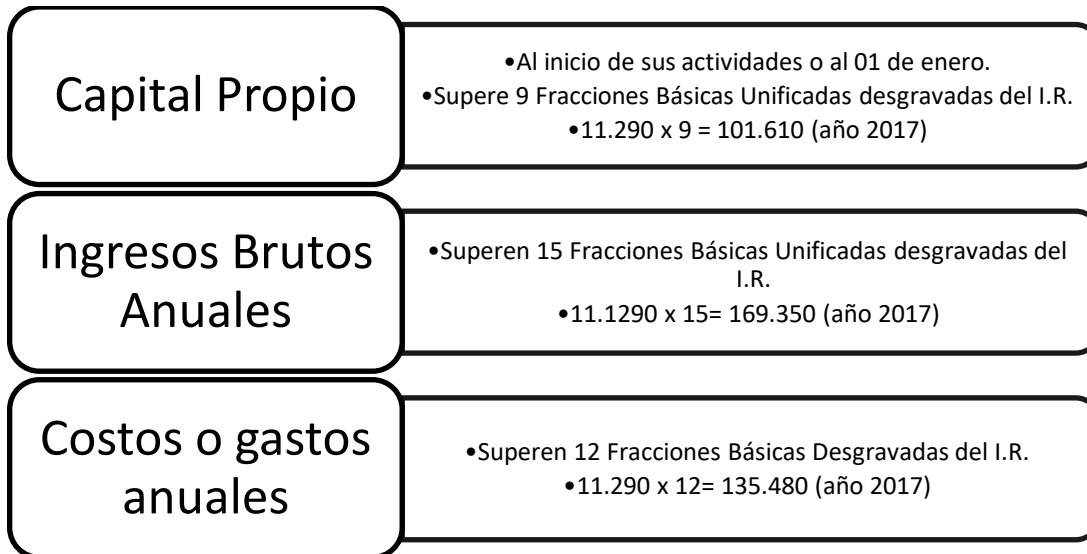 Capital Propio
•Al inicio de sus actividades o al 01 de enero.
•Supere 9 Fracciones Básicas Unificadas desgravadas del I.R.
•11.290 x 9 = 101.610 (año 2017)
Ingresos Brutos
Anuales
•Superen 15 Fracciones Básicas Unificadas desgravadas del
I.R.
•11.1290 x 15= 169.350 (año 2017)
Costos o gastos
anuales
•Superen 12 Fracciones Básicas Desgravadas del I.R.
•11.290 x 12= 135.480 (año 2017)